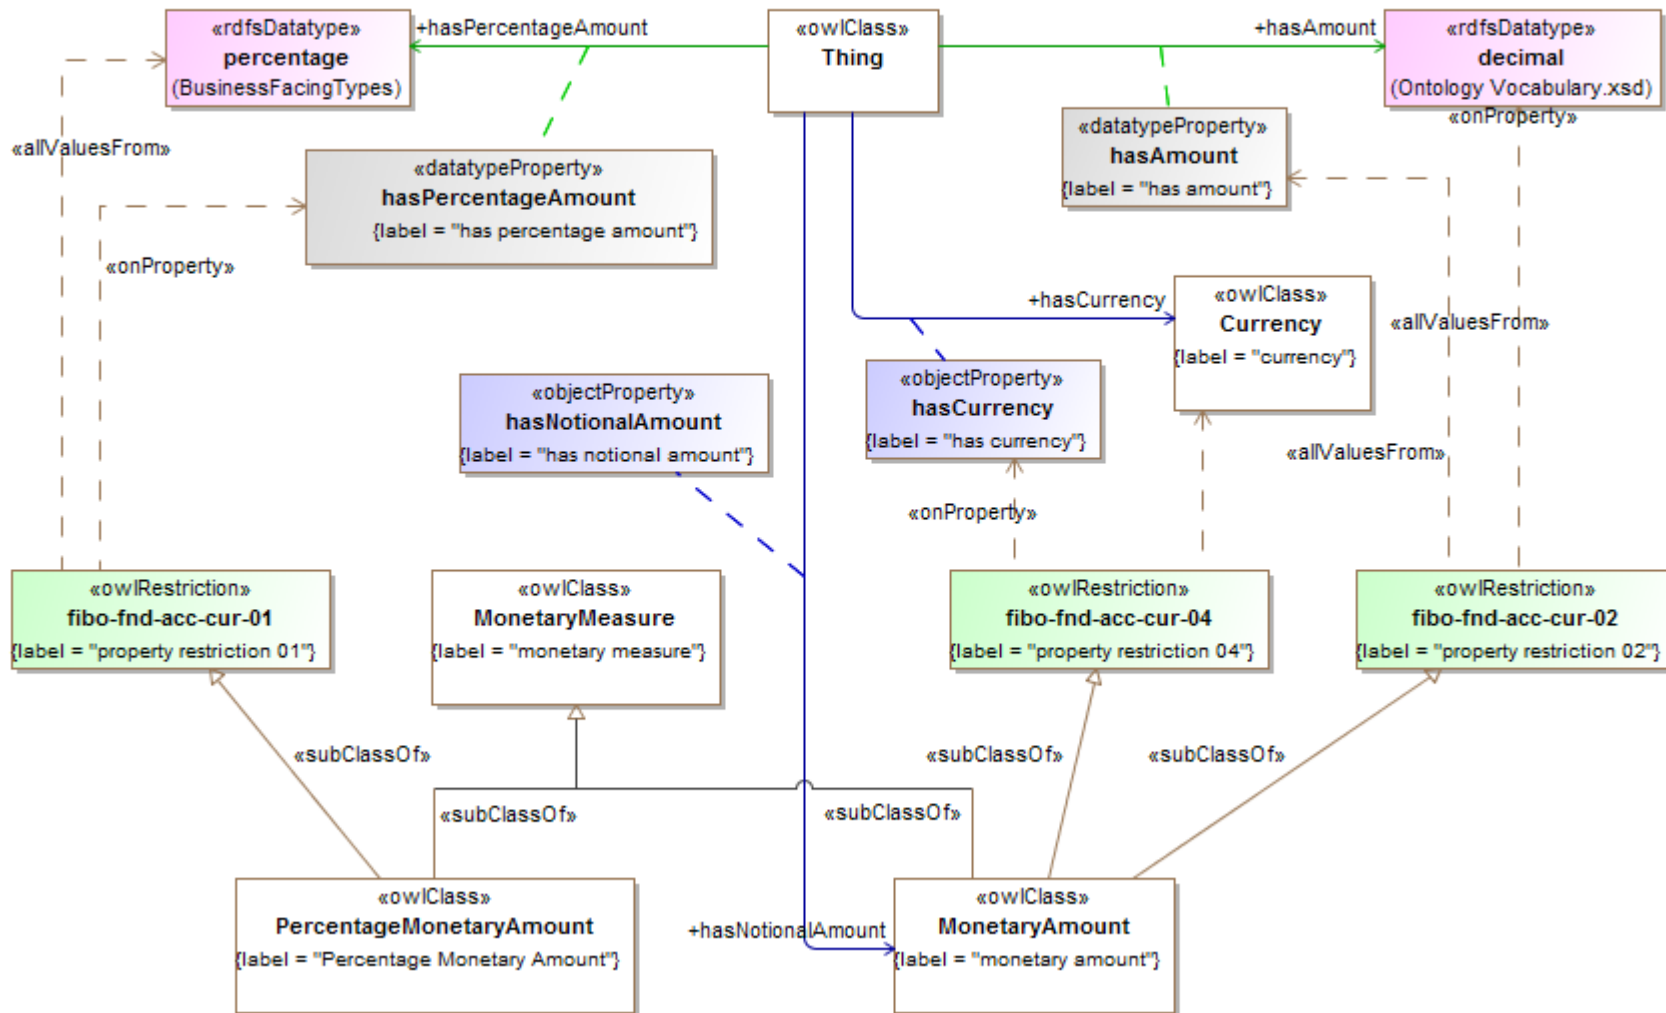 «rdfsDatatype»
percentage
(BusinessFacingTypes)
+hasPercentageAmount
«owlClass»
Thing
+hasAmount
«rdfsDatatype»
decimal
(Ontology Vocabulary.xsd)
«allValuesFrom»
«datatypeProperty»
hasPercentageAmount
{label = "has percentage amount"}
«datatypeProperty»
hasAmount
{label = "has amount"}
«onProperty»
«onProperty»
+hasCurrency
«owlClass»
Currency
{label = "currency"}
«allValuesFrom»
«objectProperty»
hasNotionalAmount
{label = "has notional amount"}
«objectProperty»
hasCurrency
{label = "has currency"}
«allValuesFrom»
«onProperty»
«owlRestriction»
fibo-fnd-acc-cur-01
{label = "property restriction 01"}
«owlClass»
MonetaryMeasure
{label = "monetary measure"}
«owlRestriction»
fibo-fnd-acc-cur-04
{label = "property restriction 04"}
«owlRestriction»
fibo-fnd-acc-cur-02
{label = "property restriction 02"}
«subClassOf»
«subClassOf»
«subClassOf»
«subClassOf»
«subClassOf»
«owlClass»
PercentageMonetaryAmount
{label = "Percentage Monetary Amount"}
+hasNotionalAmount
«owlClass»
MonetaryAmount
{label = "monetary amount"}